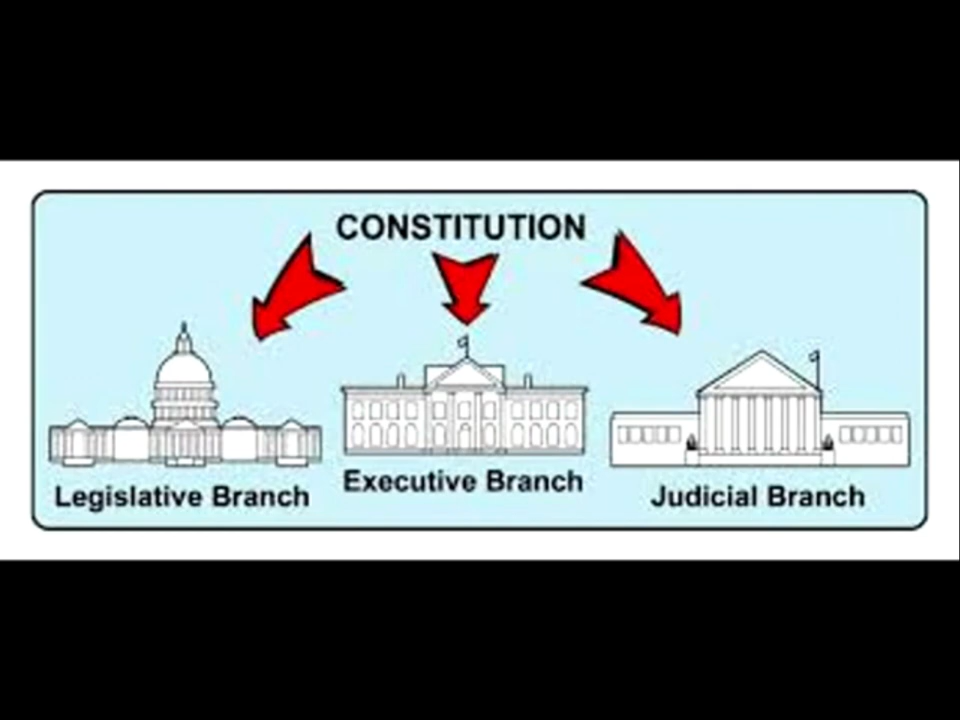 CONSTITUTION
Legislative Branch
Executive Branch
Judicial Branch